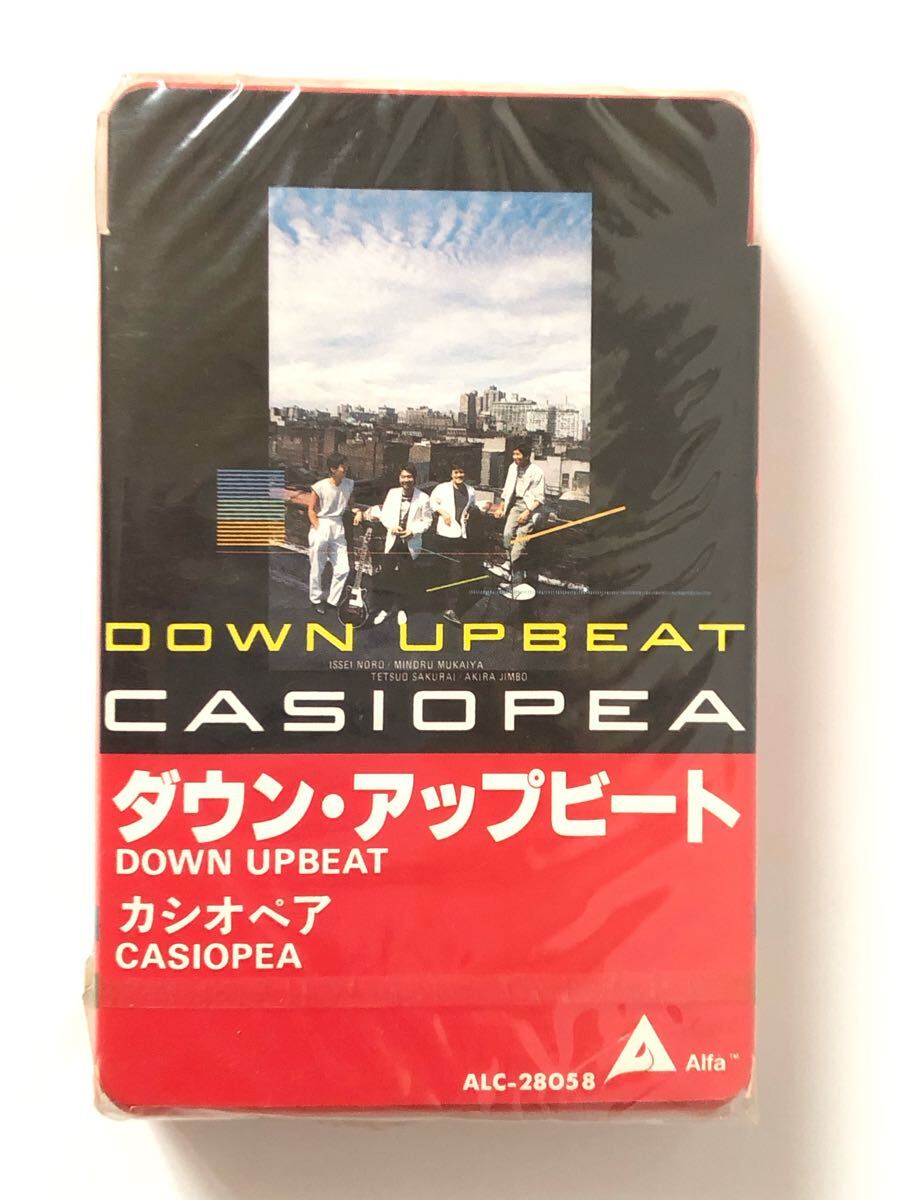 DOWN UPBEAT
ISSEI NORO / MINORU MUKAIYA
TETSUO SAKURAI / AKIRA JIMBO
CASIOPEA
ダウン・アップビート
DOWN UPBEAT
カシオペア
CASIOPEA
ALC-28058
Alfa™